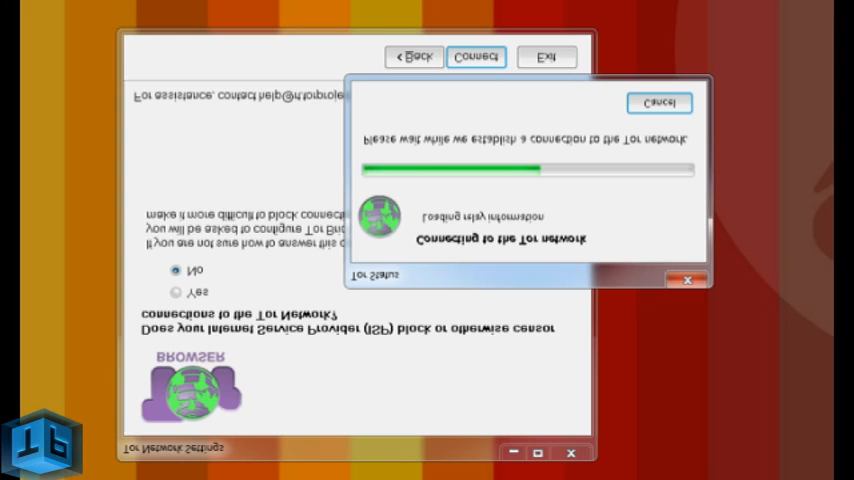 Tor Network Settings
BROWSER
Does your Internet Service Provider (ISP) block or otherwise censor
connections to the Tor Network?
Yes
No
If you are not sure how to answer this
you will be asked to configure Tor
make it more difficult to block
For assistance, contact
< Back
Connect
Exit
Tor Status
Connecting to the Tor network
Loading relay information
Please wait while we establish a connection to the Tor network.
Cancel